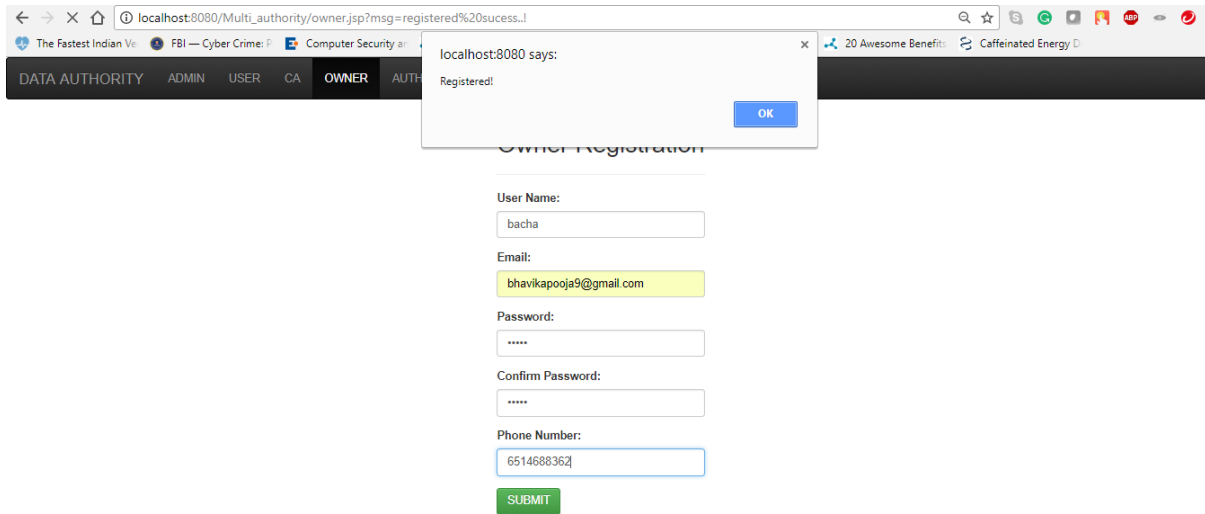 localhost:8080/Multi_authority/owner.jsp?msg=registered%20sucess..!
The Fastest Indian Ve FBI — Cyber Crime: P Computer Security an 20 Awesome Benefits Caffeinated Energy D
localhost:8080 says:
Registered!
OK
DATA AUTHORITY ADMIN USER CA OWNER AUTH
Owner Registration
User Name:
bacha
Email:
bhavikapooja9@gmail.com
Password:
•••••
Confirm Password:
•••••
Phone Number:
6514688362
SUBMIT